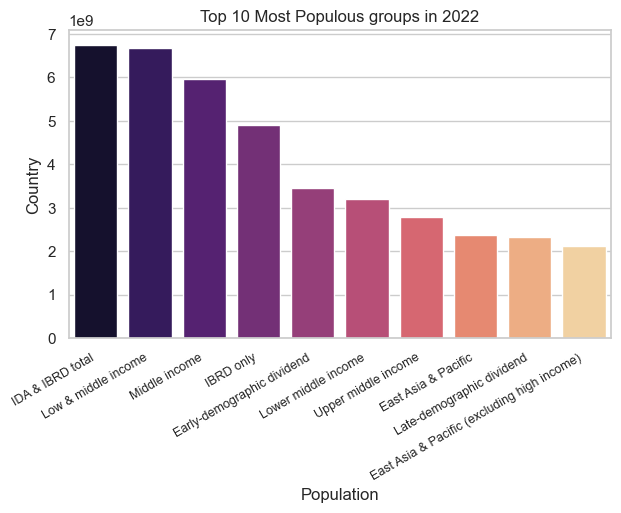 Top 10 Most Populous groups in 2022
1e9
7
6
5
4
3
2
1
0
Country
IDA & IBRD total
Low & middle income
Middle income
IBRD only
Early-demographic dividend
Lower middle income
Upper middle income
East Asia & Pacific
Late-demographic dividend
East Asia & Pacific (excluding high income)
Population